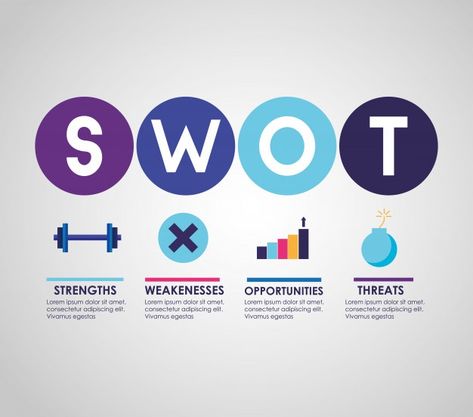 SWOT
STRENGTHS
Lorem ipsum dolor sit amet.
consectetur adipiscing elit.
Vivamus egestas
WEAKENESSES
Lorem ipsum dolor sit amet.
consectetur adipiscing elit.
Vivamus egestas
OPPORTUNITIES
Lorem ipsum dolor sit amet.
consectetur adipiscing elit.
Vivamus egestas
THREATS
Lorem ipsum dolor sit amet.
consectetur adipiscing elit.
Vivamus egestas